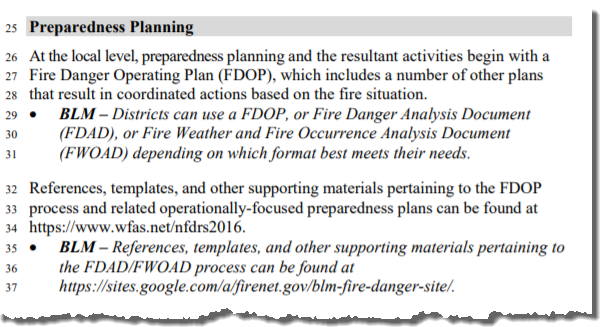 25 Preparedness Planning
26 At the local level, preparedness planning and the resultant activities begin with a
27 Fire Danger Operating Plan (FDOP), which includes a number of other plans
28 that result in coordinated actions based on the fire situation.
29 • BLM – Districts can use a FDOP, or Fire Danger Analysis Document
30 (FDAD), or Fire Weather and Fire Occurrence Analysis Document
31 (FWOAD) depending on which format best meets their needs.
32 References, templates, and other supporting materials pertaining to the FDOP
33 process and related operationally-focused preparedness plans can be found at
34 https://www.wfas.net/nfdrs2016.
35 • BLM – References, templates, and other supporting materials pertaining to
36 the FDAD/FWOAD process can be found at
37 https://sites.google.com/a/firenet.gov/blm-fire-danger-site/.